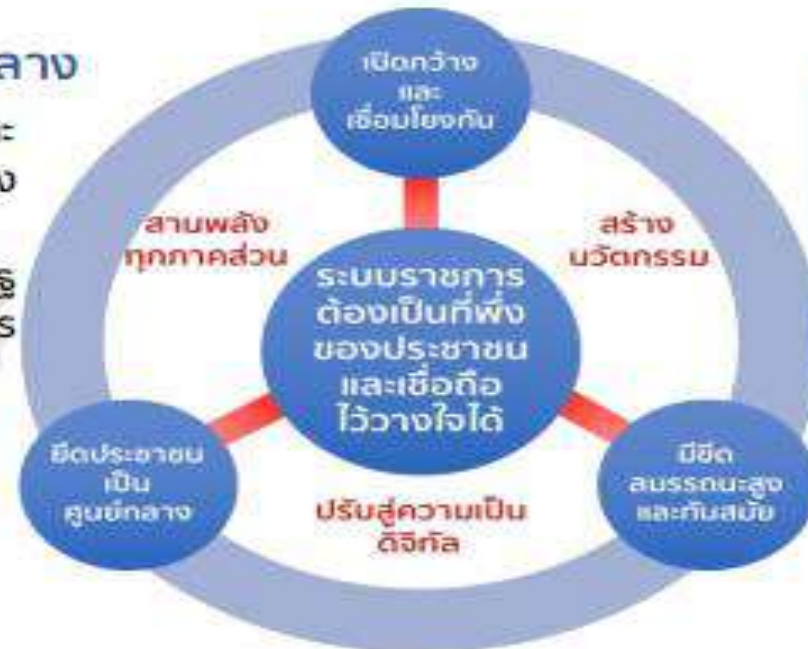 ลาง
ะ
ง
ฐ
ร
เปิดกว้าง
และ
เชื่อมโยงกัน
สานพลัง
ทุกภาคส่วน
สร้าง
นวัตกรรม
ระบบราชการ
ต้องเป็นที่พึ่ง
ของประชาชน
และเชื่อถือ
ไว้วางใจได้
ยึดประชาชน
เป็น
ศูนย์กลาง
ปรับสู่ความเป็น
ดิจิทัล
มีขีด
สมรรถนะสูง
และทันสมัย